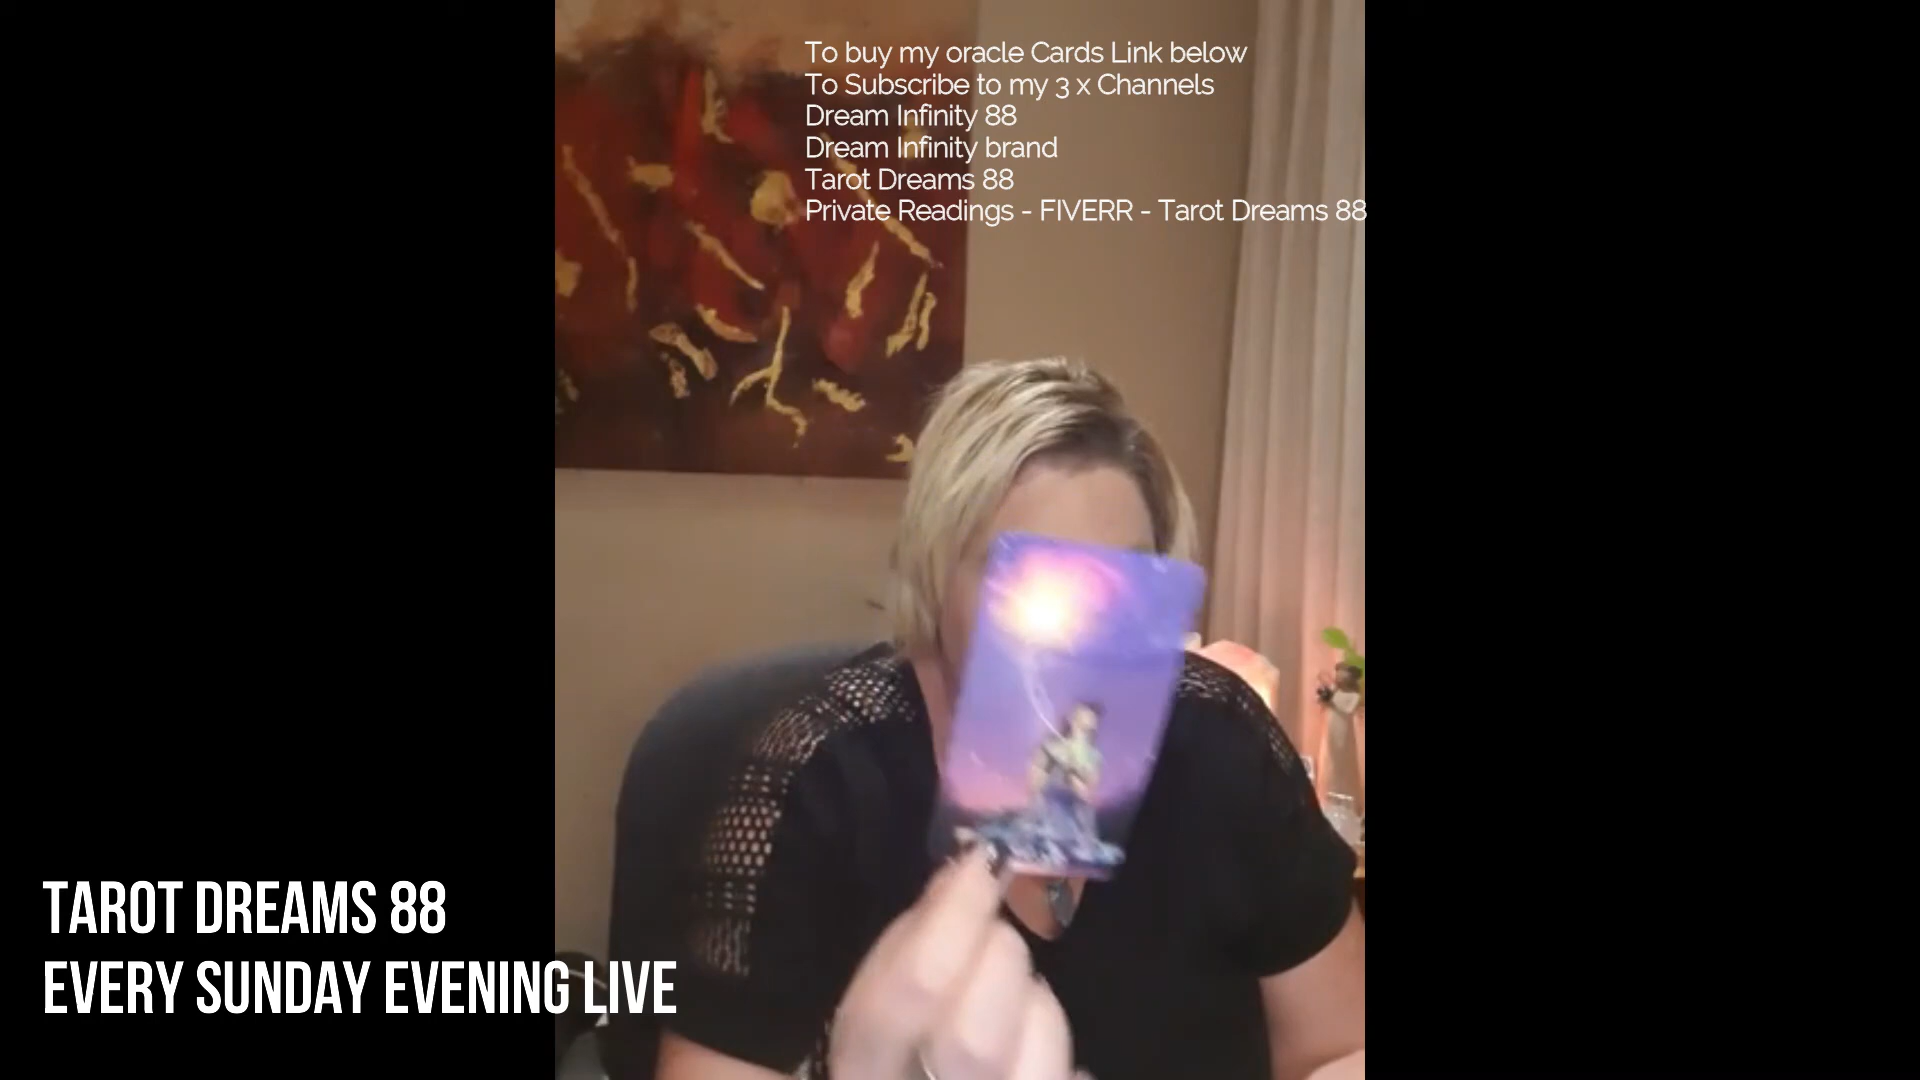 To buy my oracle Cards Link below
To Subscribe to my 3 x Channels
Dream Infinity 88
Dream Infinity brand
Tarot Dreams 88
Private Readings - FIVERR - Tarot Dreams 88
TAROT DREAMS 88
EVERY SUNDAY EVENING LIVE